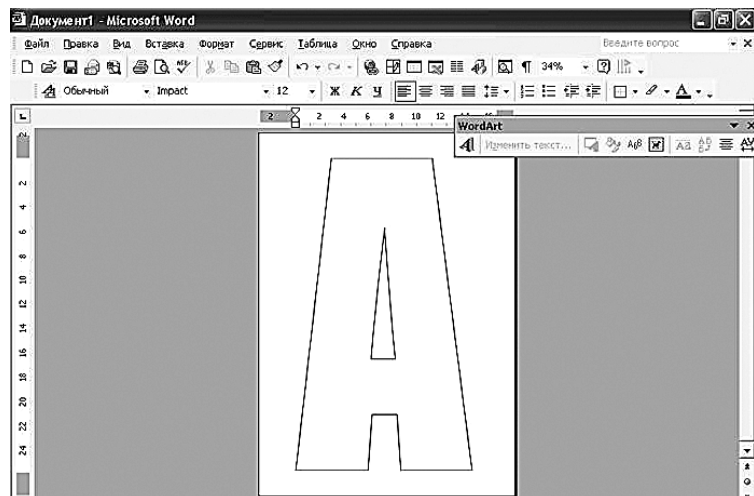 Документ1 - Microsoft Word
Файл Правка Вид Вставка Формат Сервис Таблица Окно Справка Введите вопрос
¶ 34%
Обычный Impact 12 Ж К Ч
2 2 4 6 8 10 12
WordArt
Изменить текст...
A
2
2
4
6
8
10
12
14
16
18
20
22
24